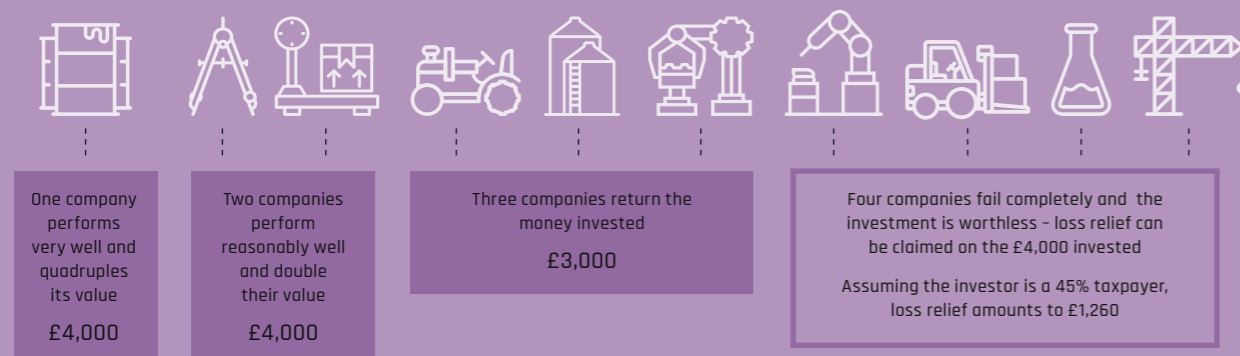 One company
performs
very well and
quadruples
its value
£4,000
Two companies
perform
reasonably well
and double
their value
£4,000
Three companies return the
money invested
£3,000
Four companies fail completely and the
investment is worthless – loss relief can
be claimed on the £4,000 invested
Assuming the investor is a 45% taxpayer,
loss relief amounts to £1,260